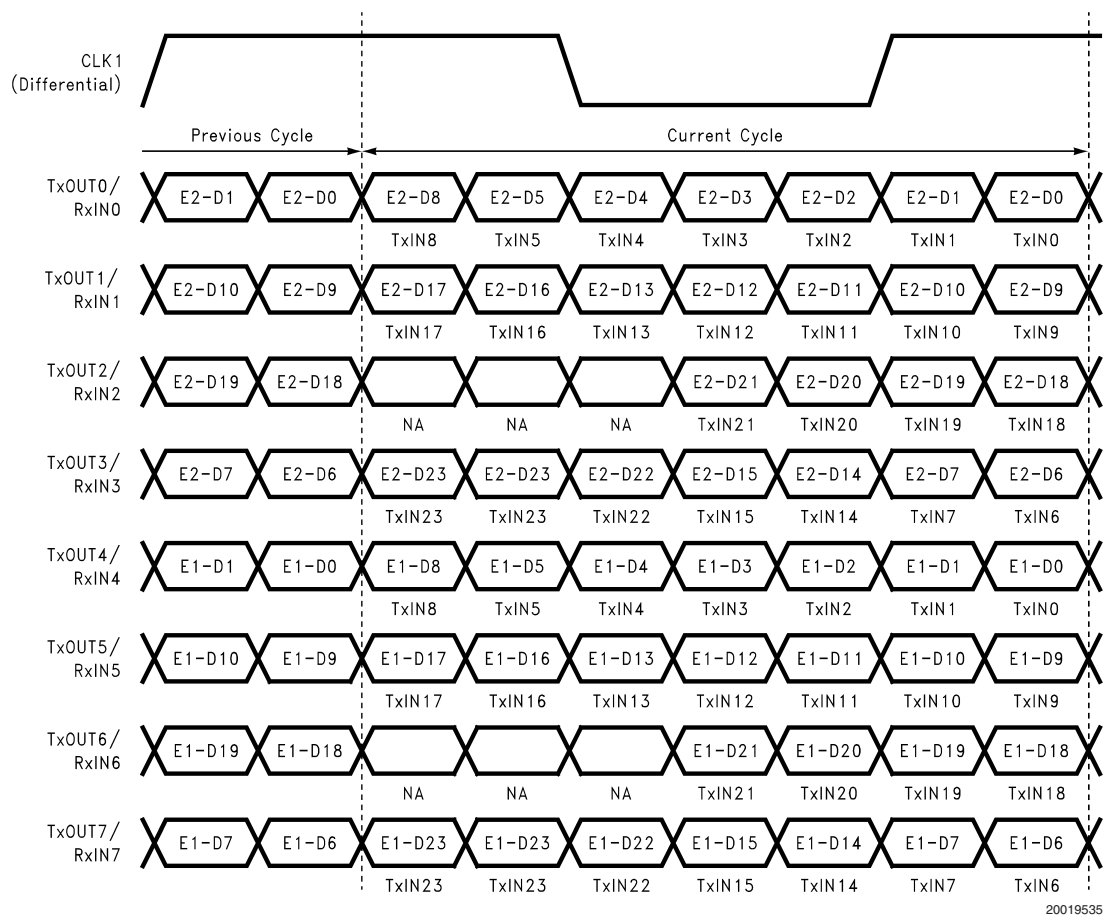 CLK1
(Differential)
Previous Cycle Current Cycle
TxOUT0/
RxIN0
E2-D1 E2-D0 E2-D8 E2-D5 E2-D4 E2-D3 E2-D2 E2-D1 E2-D0
TxIN8 TxIN5 TxIN4 TxIN3 TxIN2 TxIN1 TxIN0
TxOUT1/
RxIN1
E2-D10 E2-D9 E2-D17 E2-D16 E2-D13 E2-D12 E2-D11 E2-D10 E2-D9
TxIN17 TxIN16 TxIN13 TxIN12 TxIN11 TxIN10 TxIN9
TxOUT2/
RxIN2
E2-D19 E2-D18 E2-D21 E2-D20 E2-D19 E2-D18
NA NA NA TxIN21 TxIN20 TxIN19 TxIN18
TxOUT3/
RxIN3
E2-D7 E2-D6 E2-D23 E2-D23 E2-D22 E2-D15 E2-D14 E2-D7 E2-D6
TxIN23 TxIN23 TxIN22 TxIN15 TxIN14 TxIN7 TxIN6
TxOUT4/
RxIN4
E1-D1 E1-D0 E1-D8 E1-D5 E1-D4 E1-D3 E1-D2 E1-D1 E1-D0
TxIN8 TxIN5 TxIN4 TxIN3 TxIN2 TxIN1 TxIN0
TxOUT5/
RxIN5
E1-D10 E1-D9 E1-D17 E1-D16 E1-D13 E1-D12 E1-D11 E1-D10 E1-D9
TxIN17 TxIN16 TxIN13 TxIN12 TxIN11 TxIN10 TxIN9
TxOUT6/
RxIN6
E1-D19 E1-D18 E1-D21 E1-D20 E1-D19 E1-D18
NA NA NA TxIN21 TxIN20 TxIN19 TxIN18
TxOUT7/
RxIN7
E1-D7 E1-D6 E1-D23 E1-D23 E1-D22 E1-D15 E1-D14 E1-D7 E1-D6
TxIN23 TxIN23 TxIN22 TxIN15 TxIN14 TxIN7 TxIN6
20019535